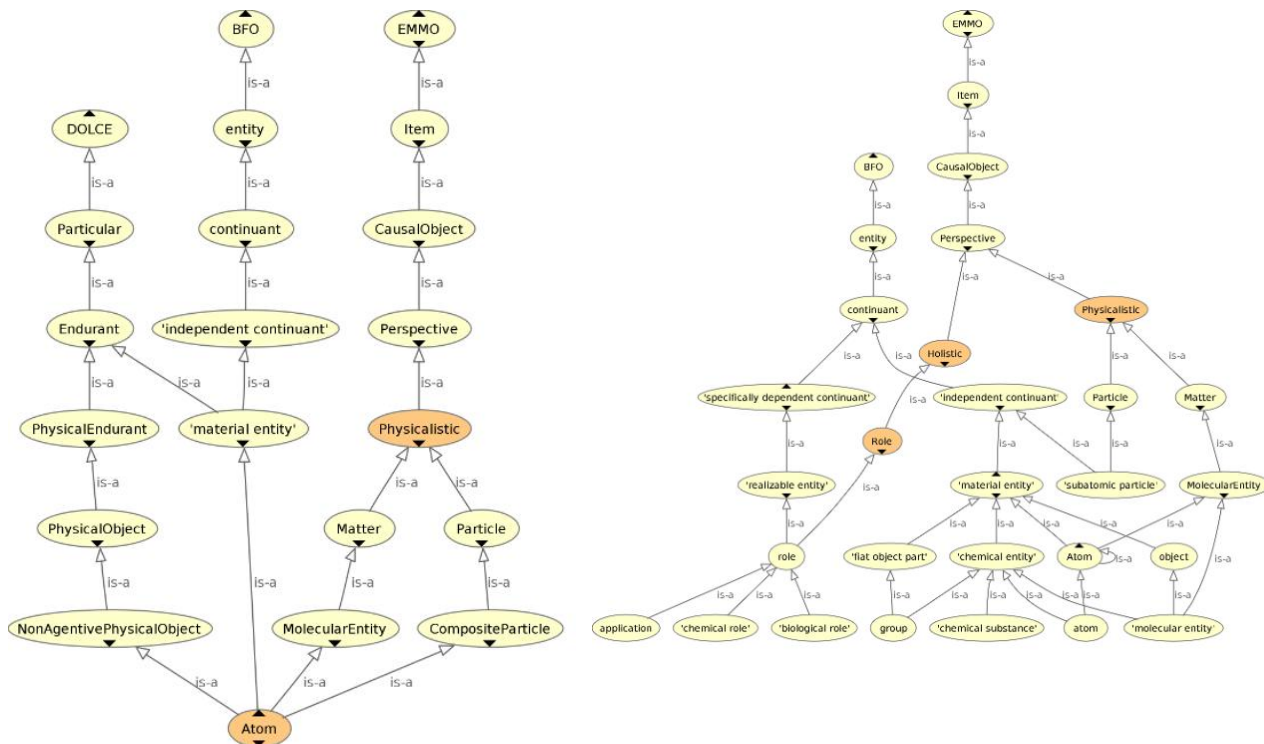 BFO
EMMO
is-a
is-a
DOLCE
entity
Item
is-a
is-a
is-a
Particular
continuant
CausalObject
is-a
is-a
is-a
Endurant
'independent continuant'
Perspective
is-a
is-a
is-a
is-a
PhysicalEndurant
'material entity'
Physicalistic
is-a
is-a
is-a
is-a
PhysicalObject
Matter
Particle
is-a
is-a
is-a
NonAgentivePhysicalObject
MolecularEntity
CompositeParticle
is-a
is-a
is-a
Atom
EMMO
is-a
Item
is-a
BFO
CausalObject
is-a
is-a
entity
Perspective
is-a
is-a
is-a
continuant
Physicalistic
is-a
is-a
Holistic
is-a
is-a
'specifically dependent continuant'
is-a
'independent continuant'
Particle
Matter
is-a
Role
is-a
is-a
is-a
is-a
'realizable entity'
is-a
'material entity'
'subatomic particle'
MolecularEntity
is-a
is-a
is-a
is-a
is-a
is-a
role
'fiat object part'
'chemical entity'
Atom
is-a
object
is-a
is-a
is-a
is-a
is-a
is-a
is-a
is-a
is-a
is-a
is-a
application
'chemical role'
'biological role'
group
'chemical substance'
atom
'molecular entity'